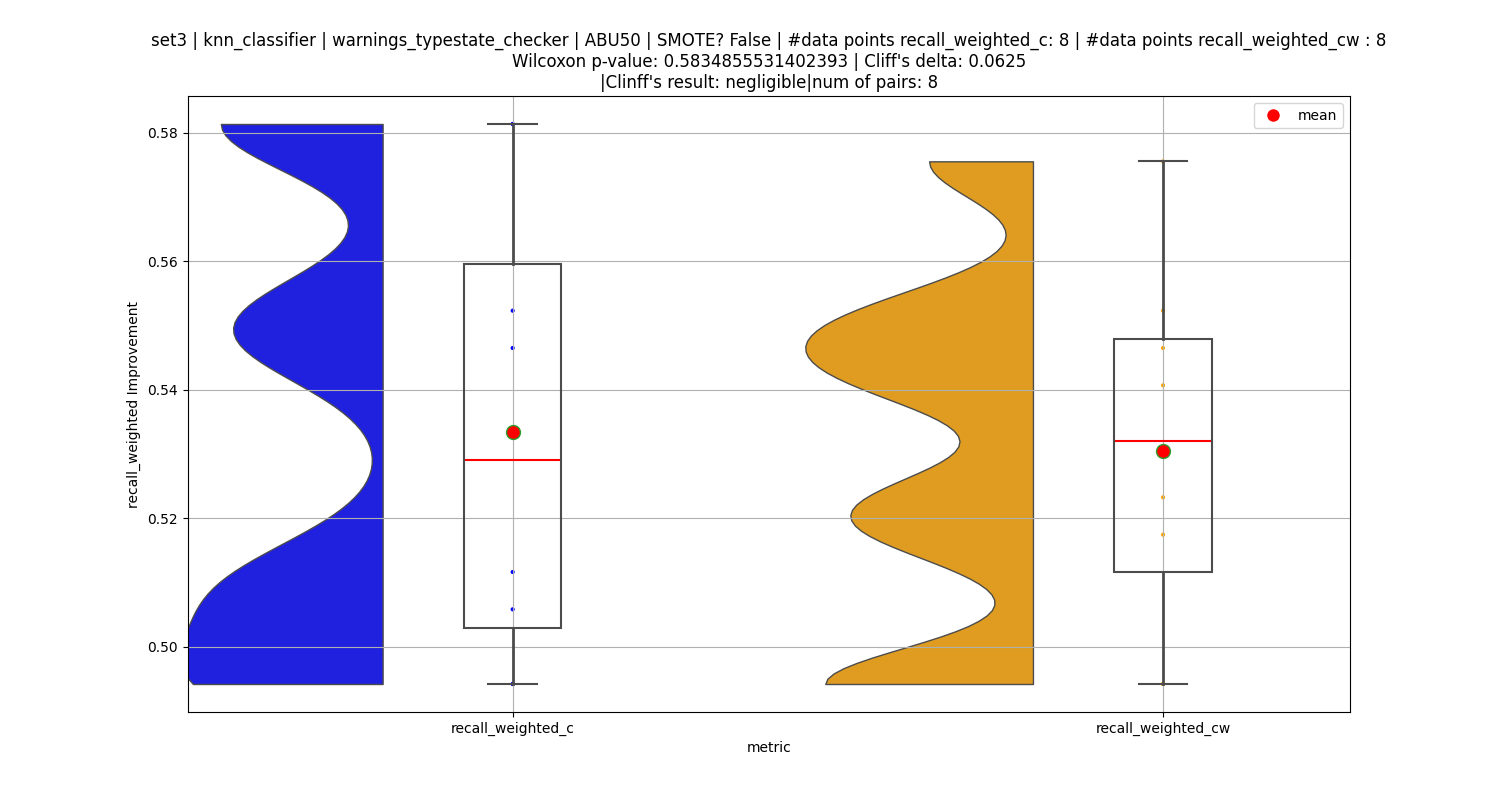 set3 | knn_classifier | warnings_typestate_checker | ABU50 | SMOTE? False | #data points recall_weighted_c: 8 | #data points recall_weighted_cw : 8
Wilcoxon p-value: 0.5834855531402393 | Cliff's delta: 0.0625
|Clinff's result: negligible|num of pairs: 8
mean
0.58
0.56
0.54
0.52
0.50
recall_weighted Improvement
recall_weighted_c
recall_weighted_cw
metric